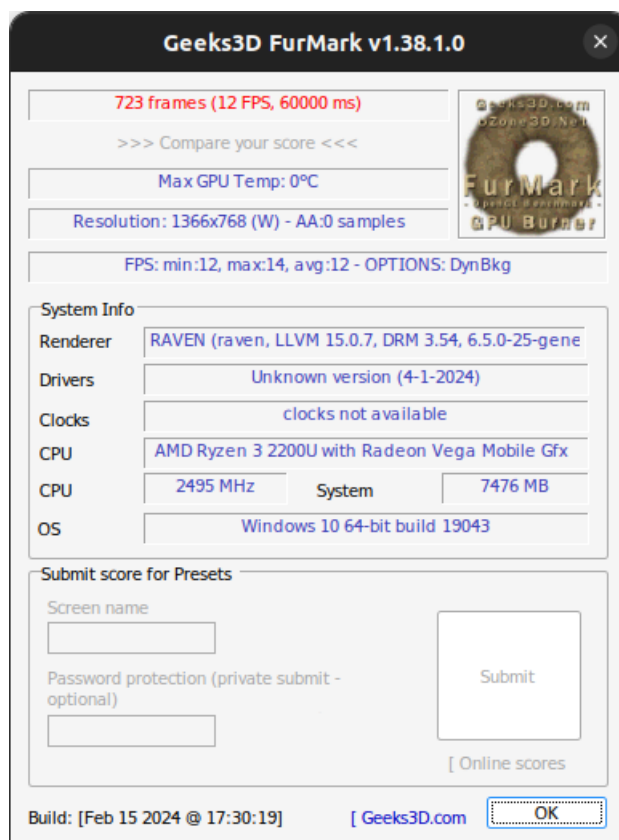 Geeks3D FurMark v1.38.1.0
723 frames (12 FPS, 60000 ms)
>>> Compare your score <<<
Max GPU Temp: 0°C
Resolution: 1366x768 (W) - AA:0 samples
Geeks3D.com
oZone3D.Net
FurMark
- OpenGL Benchmark -
GPU Burner
FPS: min:12, max:14, avg:12 - OPTIONS: DynBkg
System Info
Renderer RAVEN (raven, LLVM 15.0.7, DRM 3.54, 6.5.0-25-gene
Drivers Unknown version (4-1-2024)
Clocks clocks not available
CPU AMD Ryzen 3 2200U with Radeon Vega Mobile Gfx
CPU 2495 MHz System 7476 MB
OS Windows 10 64-bit build 19043
Submit score for Presets
Screen name
Password protection (private submit -
optional)
Submit
[ Online scores
Build: [Feb 15 2024 @ 17:30:19] [ Geeks3D.com OK